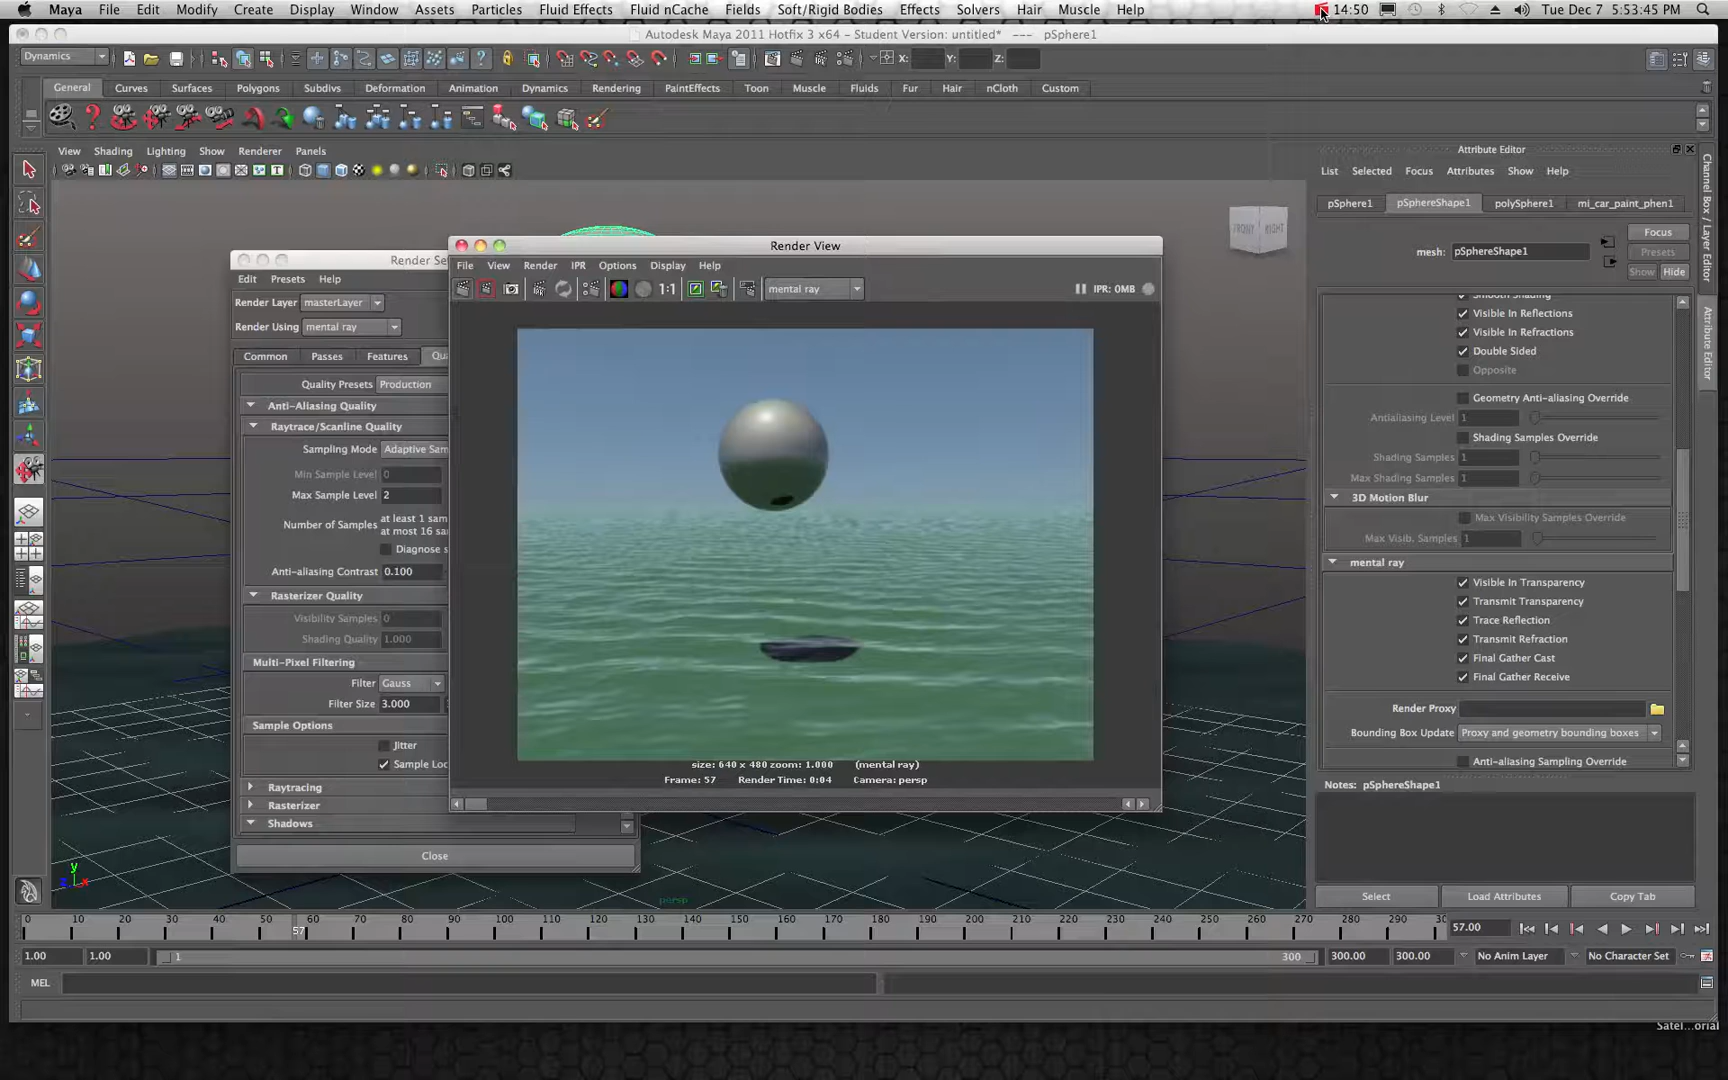 Maya File Edit Modify Create Display Window Assets Particles Fluid Effects Fluid nCache Fields Soft/Rigid Bodies Effects Solvers Hair Muscle Help 14:50 Tue Dec 7 5:53:45 PM
Autodesk Maya 2011 Hotfix 3 x64 - Student Version: untitled* --- pSphere1
Dynamics X: Y: Z:
General Curves Surfaces Polygons Subdivs Deformation Animation Dynamics Rendering PaintEffects Toon Muscle Fluids Fur Hair nCloth Custom
View Shading Lighting Show Renderer Panels
FRONT RIGHT
Render Se
Edit Presets Help
Render Layer masterLayer
Render Using mental ray
Common Passes Features Qu
Quality Presets Production
Anti-Aliasing Quality
Raytrace/Scanline Quality
Sampling Mode Adaptive Sam
Min Sample Level 0
Max Sample Level 2
Number of Samples at least 1 sam
at most 16 sam
Diagnose s
Anti-aliasing Contrast 0.100
Rasterizer Quality
Visibility Samples 0
Shading Quality 1.000
Multi-Pixel Filtering
Filter Gauss
Filter Size 3.000
Sample Options
Jitter
Sample Loc
Raytracing
Rasterizer
Shadows
Close
Render View
File View Render IPR Options Display Help
1:1 mental ray IPR: 0MB
size: 640 x 480 zoom: 1.000 (mental ray)
Frame: 57 Render Time: 0:04 Camera: persp
persp
y
z x
Attribute Editor
List Selected Focus Attributes Show Help
pSphere1 pSphereShape1 polySphere1 mi_car_paint_phen1
Focus
mesh: pSphereShape1 Presets
Show Hide
Smooth Shading
Visible In Reflections
Visible In Refractions
Double Sided
Opposite
Geometry Anti-aliasing Override
Antialiasing Level 1
Shading Samples Override
Shading Samples 1
Max Shading Samples 1
3D Motion Blur
Max Visibility Samples Override
Max Visib. Samples 1
mental ray
Visible In Transparency
Transmit Transparency
Trace Reflection
Transmit Refraction
Final Gather Cast
Final Gather Receive
Render Proxy
Bounding Box Update Proxy and geometry bounding boxes
Anti-aliasing Sampling Override
Notes: pSphereShape1
Select Load Attributes Copy Tab
Channel Box / Layer Editor
Attribute Editor
0 10 20 30 40 50 60 70 80 90 100 110 120 130 140 150 160 170 180 190 200 210 220 230 240 250 260 270 280 290 30
57 57.00
1.00 1.00 1 300 300.00 300.00 No Anim Layer No Character Set
MEL
Satel...orial